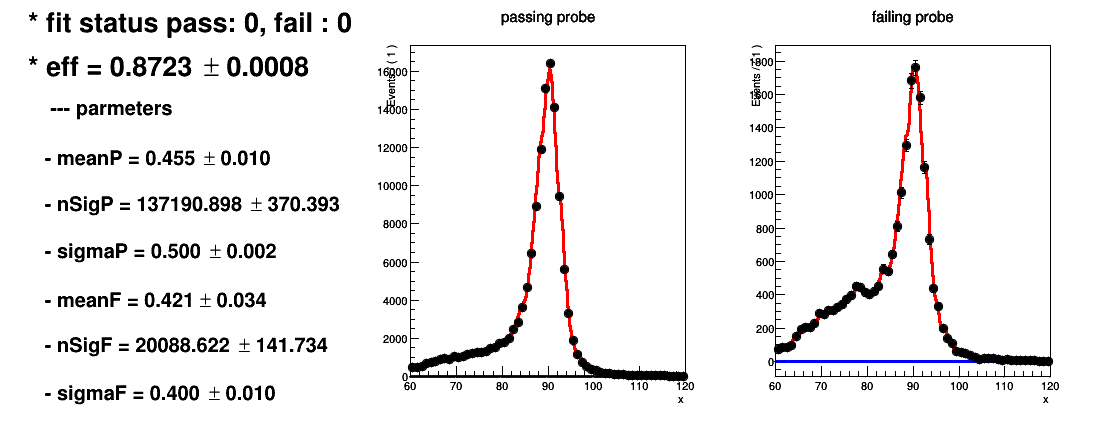 * fit status pass: 0, fail : 0
* eff = 0.8723 ± 0.0008
--- parmeters
- meanP = 0.455 ± 0.010
- nSigP = 137190.898 ± 370.393
- sigmaP = 0.500 ± 0.002
- meanF = 0.421 ± 0.034
- nSigF = 20088.622 ± 141.734
- sigmaF = 0.400 ± 0.010
passing probe
Events / ( 1 )
16000
14000
12000
10000
8000
6000
4000
2000
0
60 70 80 90 100 110 120
x
failing probe
Events / ( 1 )
1800
1600
1400
1200
1000
800
600
400
200
0
60 70 80 90 100 110 120
x